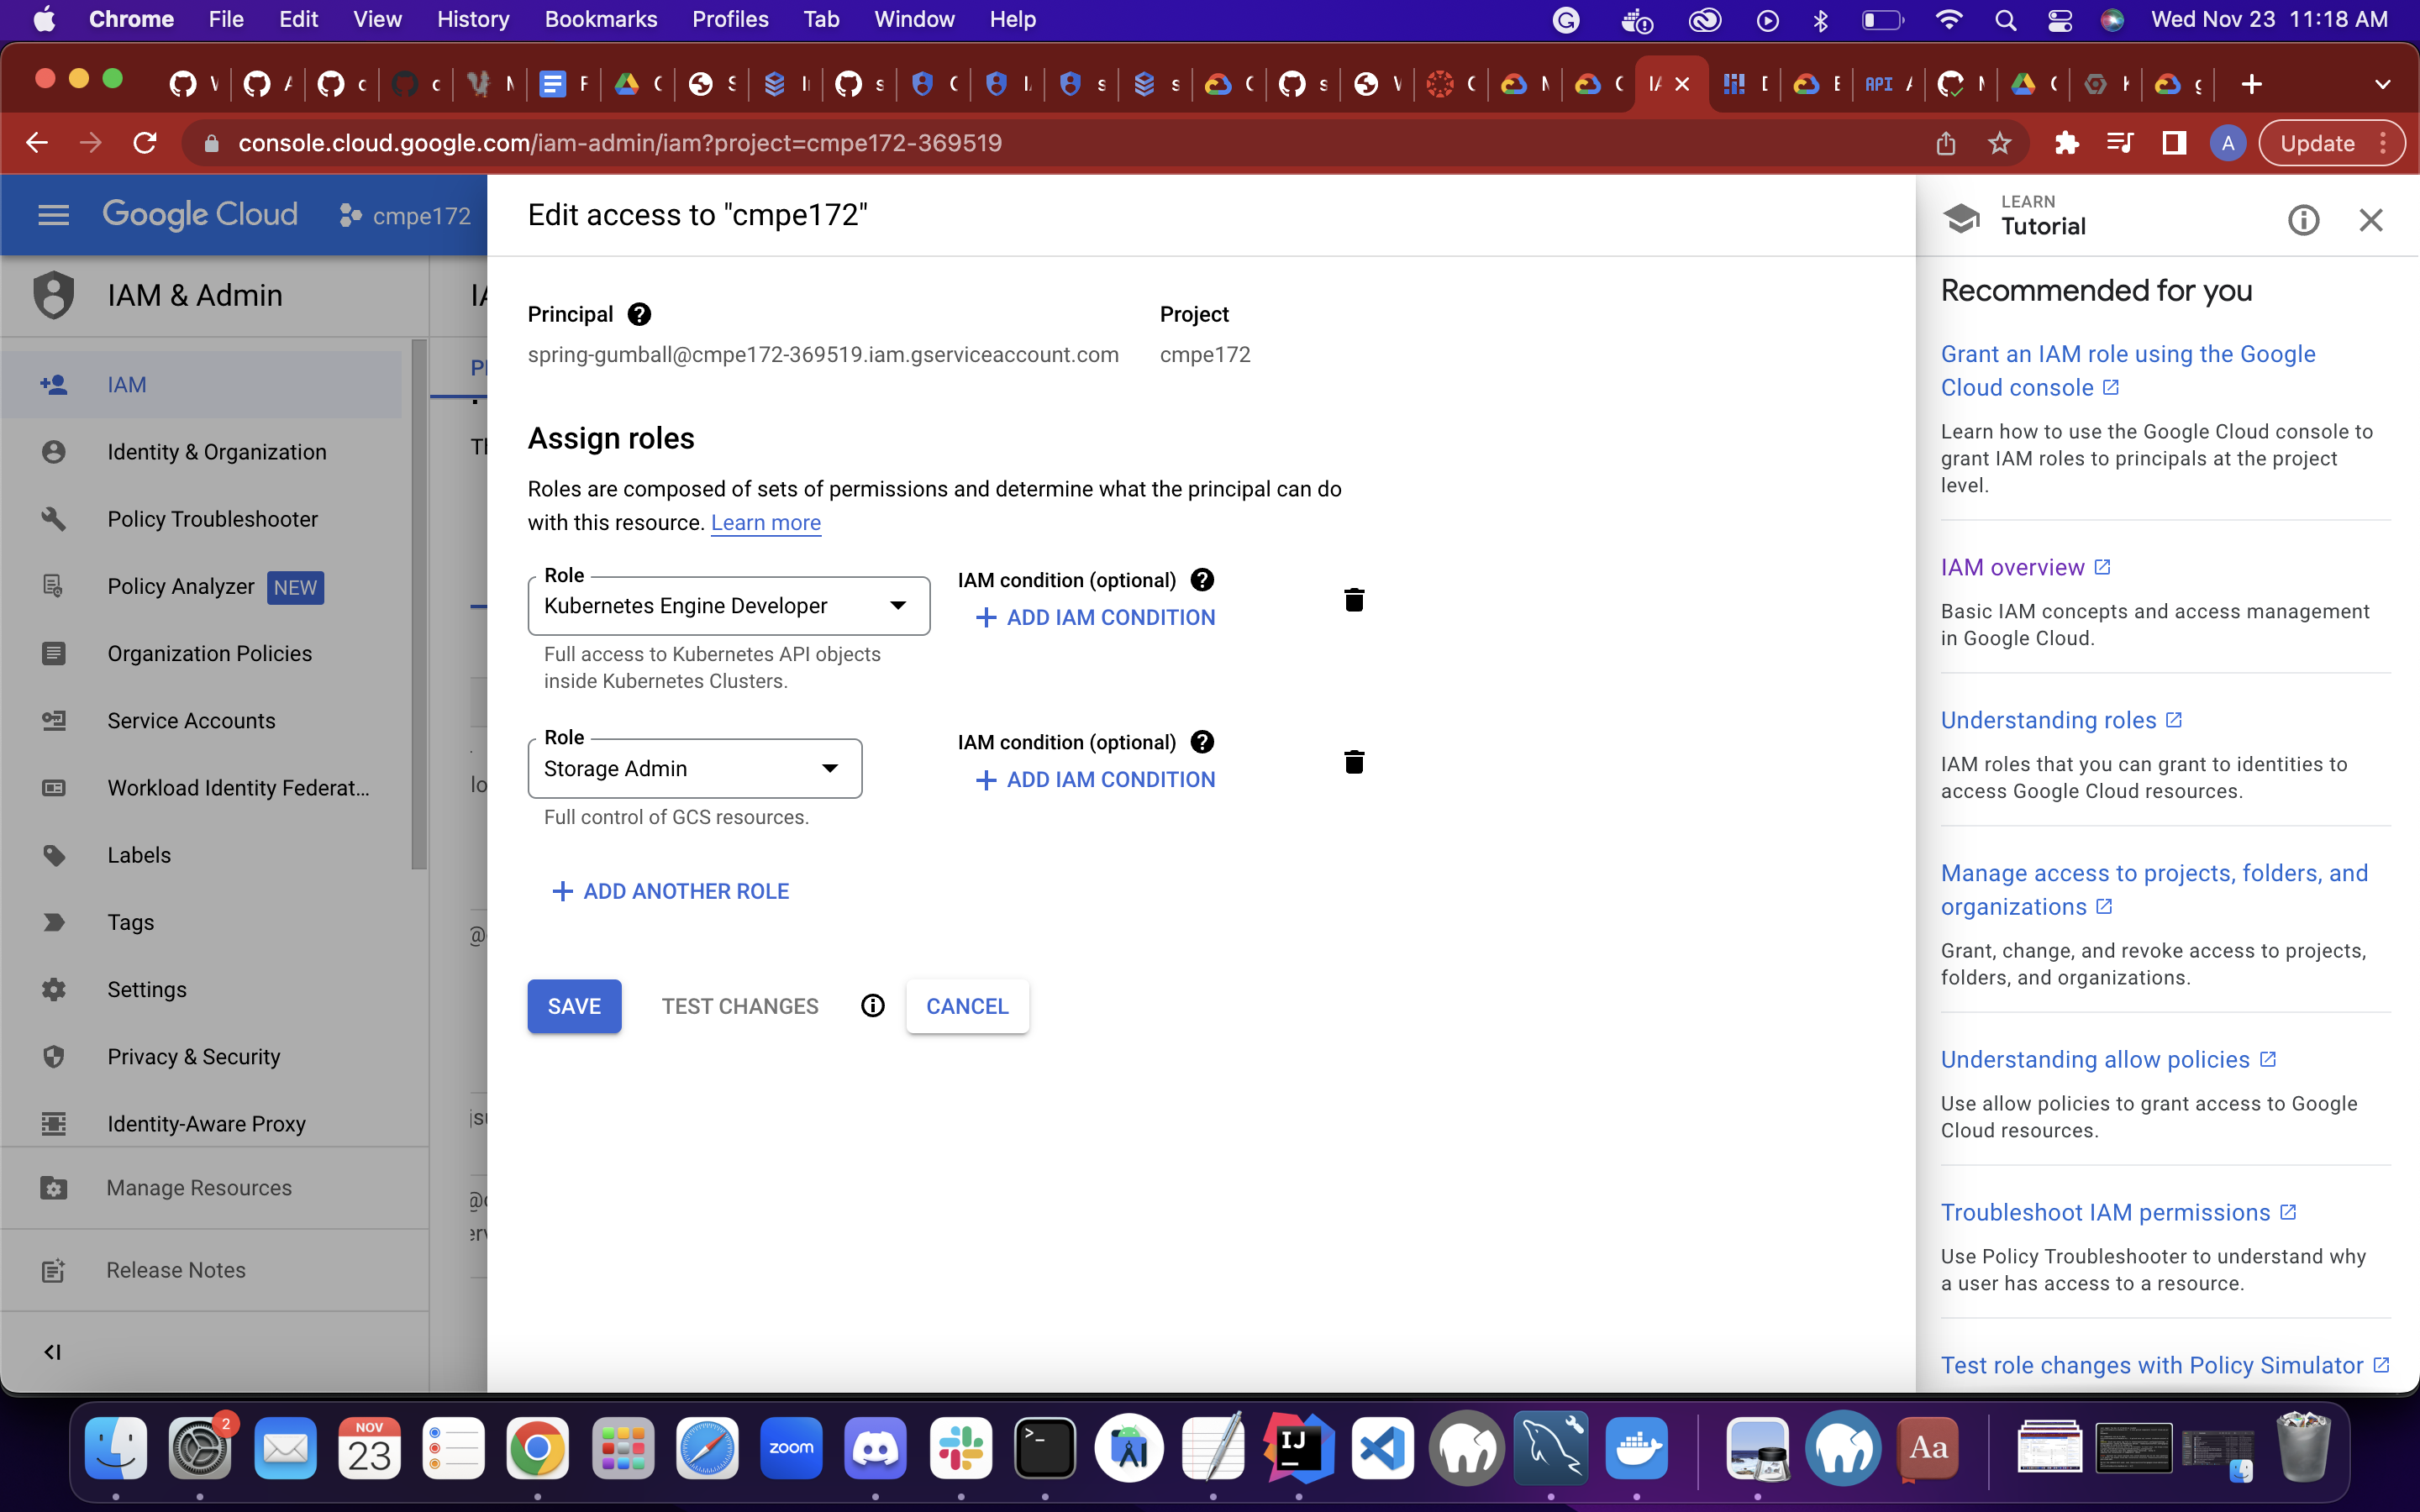 Chrome File Edit View History Bookmarks Profiles Tab Window Help Wed Nov 23 11:18 AM
console.cloud.google.com/iam-admin/iam?project=cmpe172-369519
A Update
Google Cloud cmpe172
IAM & Admin
IAM
Identity & Organization
Policy Troubleshooter
Policy Analyzer NEW
Organization Policies
Service Accounts
Workload Identity Federat...
Labels
Tags
Settings
Privacy & Security
Identity-Aware Proxy
Manage Resources
Release Notes
Edit access to "cmpe172"
Principal Project
spring-gumball@cmpe172-369519.iam.gserviceaccount.com cmpe172
Assign roles
Roles are composed of sets of permissions and determine what the principal can do
with this resource. Learn more
Role IAM condition (optional)
Kubernetes Engine Developer + ADD IAM CONDITION
Full access to Kubernetes API objects
inside Kubernetes Clusters.
Role IAM condition (optional)
Storage Admin + ADD IAM CONDITION
Full control of GCS resources.
+ ADD ANOTHER ROLE
SAVE TEST CHANGES CANCEL
LEARN
Tutorial
Recommended for you
Grant an IAM role using the Google
Cloud console
Learn how to use the Google Cloud console to
grant IAM roles to principals at the project
level.
IAM overview
Basic IAM concepts and access management
in Google Cloud.
Understanding roles
IAM roles that you can grant to identities to
access Google Cloud resources.
Manage access to projects, folders, and
organizations
Grant, change, and revoke access to projects,
folders, and organizations.
Understanding allow policies
Use allow policies to grant access to Google
Cloud resources.
Troubleshoot IAM permissions
Use Policy Troubleshooter to understand why
a user has access to a resource.
Test role changes with Policy Simulator
2
NOV
23
zoom
IJ
Aa